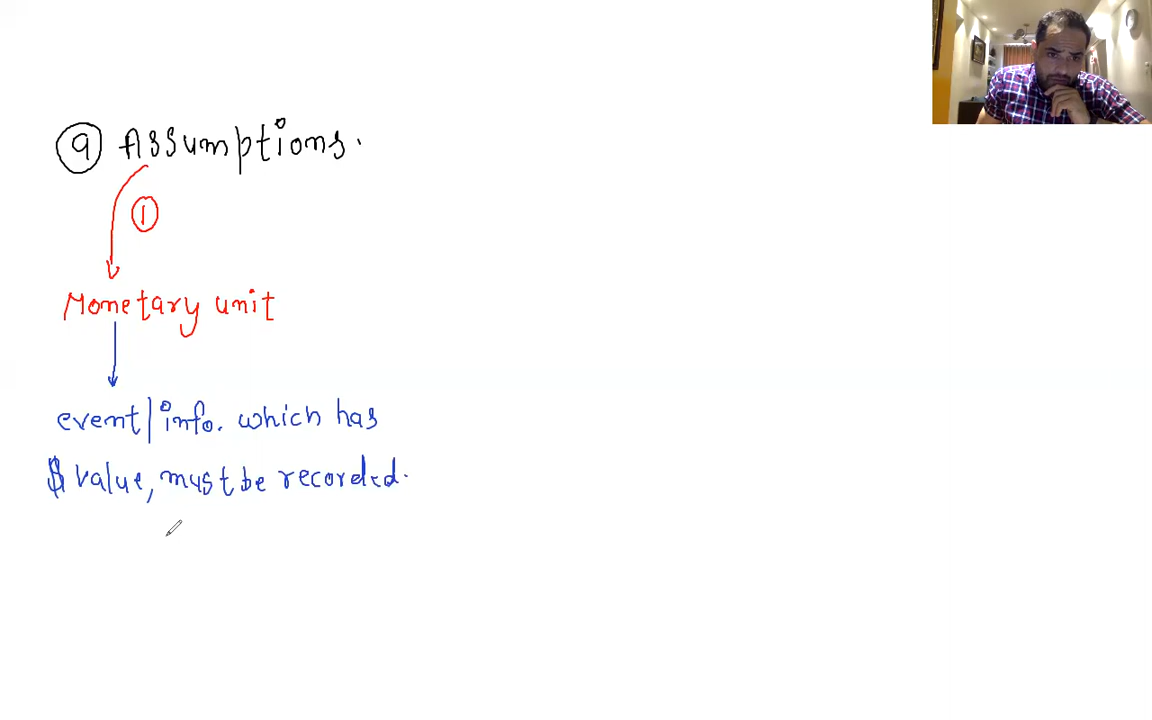 9 Assumptions.
1
Monetary unit
event/info. which has
$ value, must be recorded.